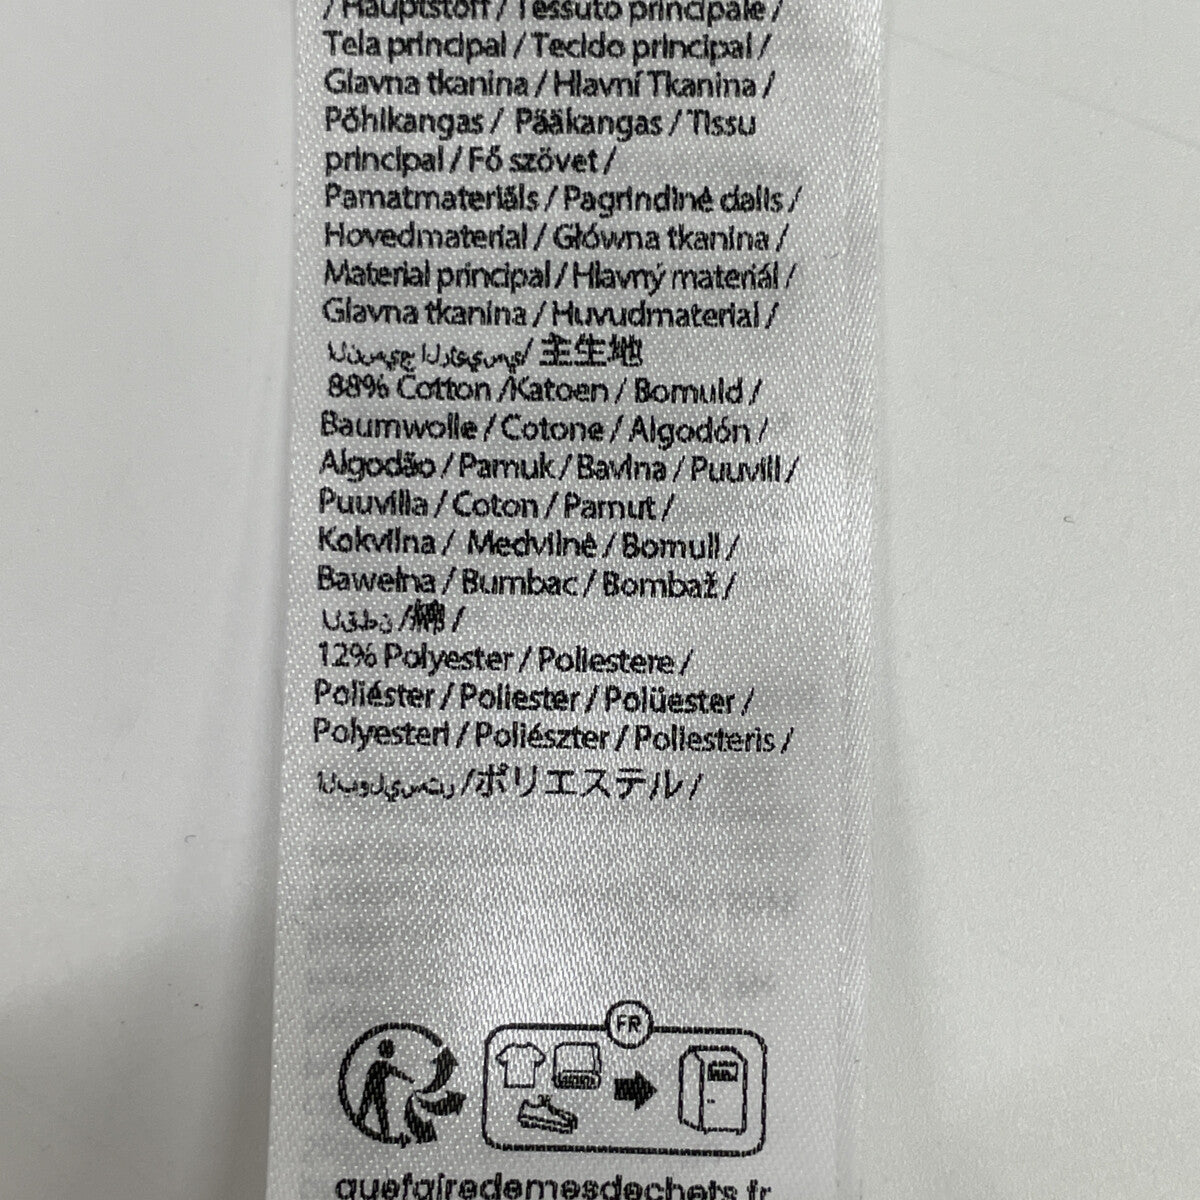 / Hauptstoff / Tessuto principale /
Tela principal / Tecido principal /
Glavna tkanina / Hlavní Tkanina /
Põhikangas / Pääkangas / Tissu
principal / Fő szövet /
Pamatmateriāls / Pagrindinė dalis /
Hovedmaterial / Główna tkanina /
Material principal / Hlavný materiál /
Glavna tkanina / Huvudmaterial /
/ 主生地
88% Cotton /Katoen / Bomuld /
Baumwolle / Cotone / Algodón /
Algodão / Pamuk / Bavlna / Puuvill /
Puuvilla / Coton / Pamut /
Kokvilna / Medvilnė / Bomull /
Bawełna / Bumbac / Bombaž /
ا ل ق ط ن /綿 /
12% Polyester / Poliestere /
Poliéster / Poliester / Polüester /
Polyesteri / Poliészter / Poliesteris /
/ポリエステル /
FR
quefairedemesdechets.fr